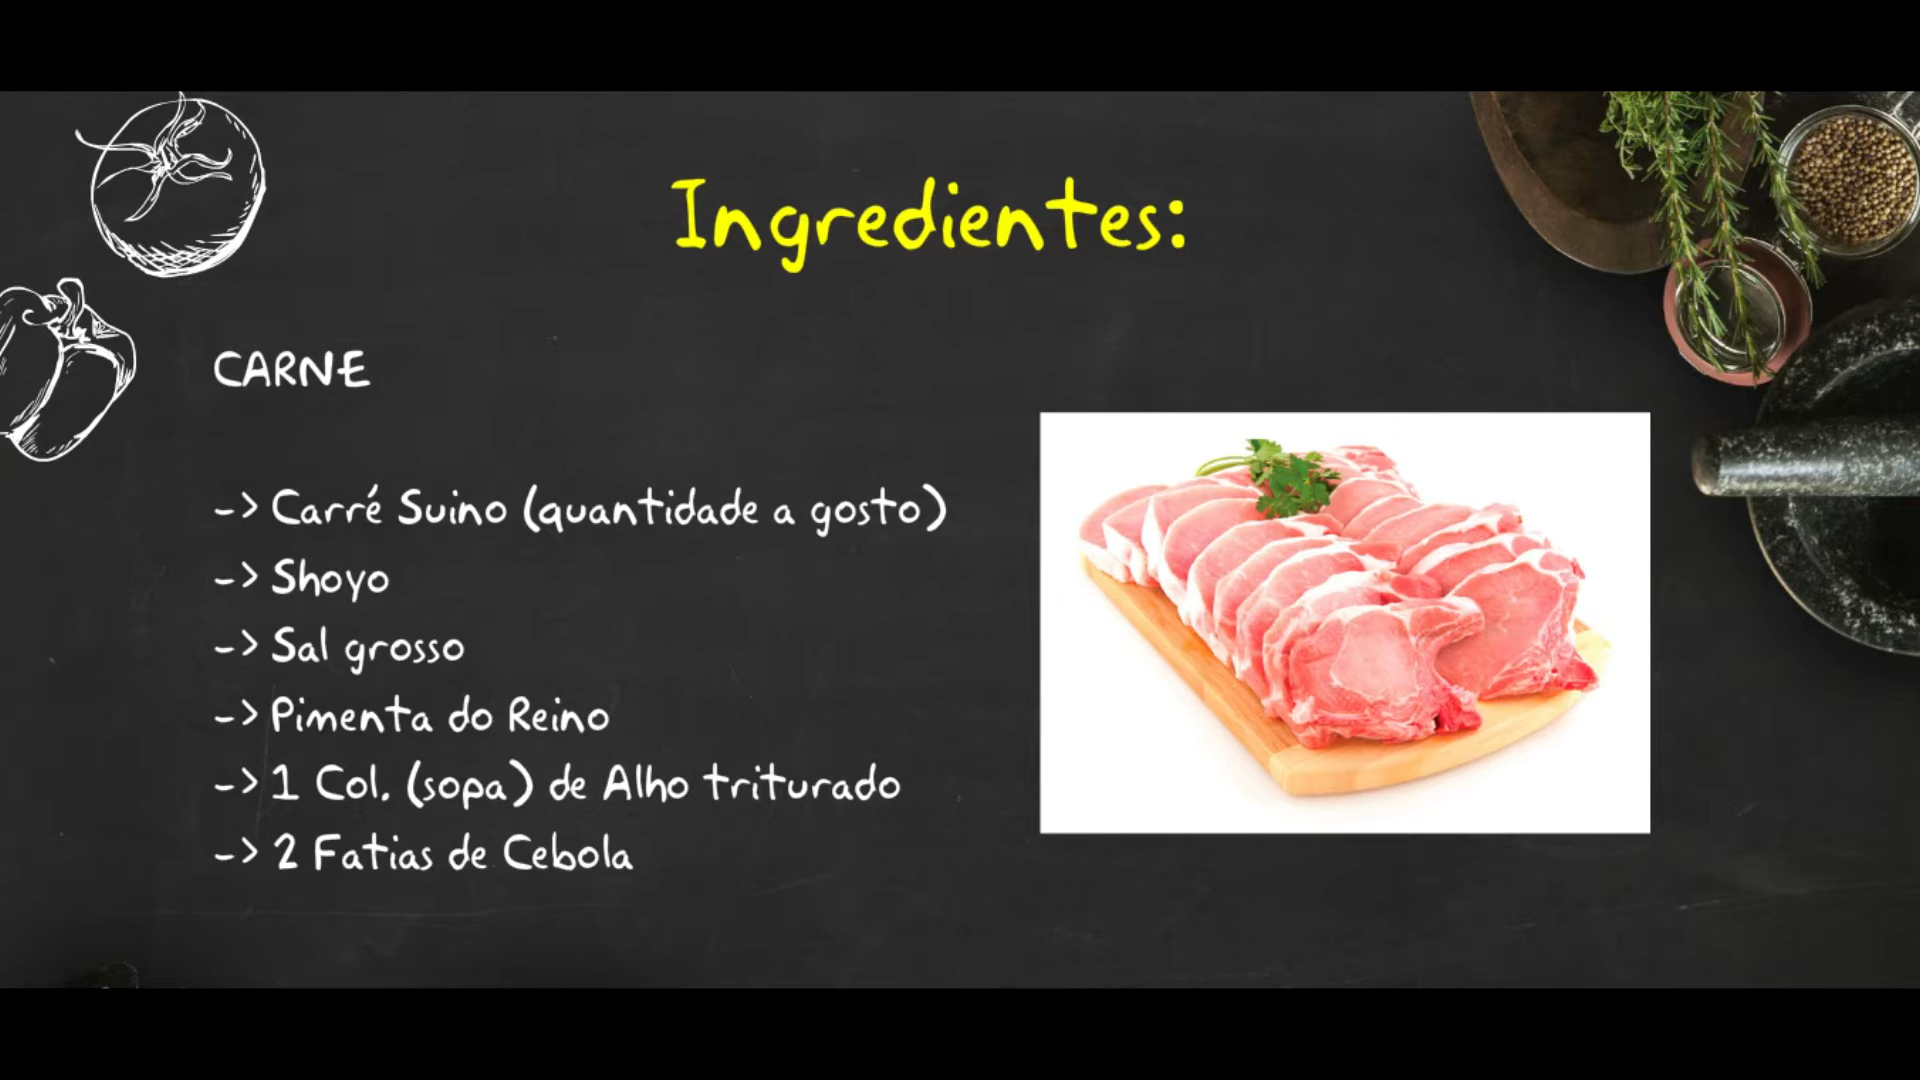 Ingredientes:
CARNE
-> Carré Suino (quantidade a gosto)
-> Shoyo
-> Sal grosso
-> Pimenta do Reino
-> 1 Col. (sopa) de Alho triturado
-> 2 Fatias de Cebola